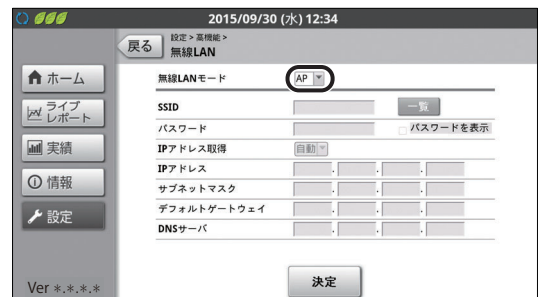 2015/09/30 (水) 12:34
戻る
設定 > 高機能 >
無線LAN
ホーム
ライブ
レポート
実績
情報
設定
Ver *.*.*.*
無線LANモード AP
SSID 一覧
パスワード パスワードを表示
IPアドレス取得 自動
IPアドレス . . .
サブネットマスク . . .
デフォルトゲートウェイ . . .
DNSサーバ . . .
決定